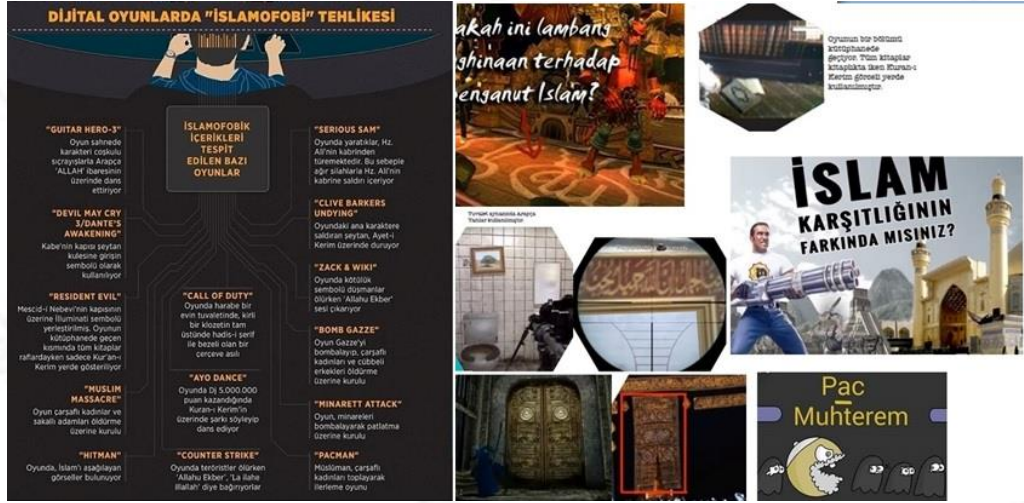 DİJİTAL OYUNLARDA "İSLAMOFOBİ" TEHLİKESİ
İSLAMOFOBİK
İÇERİKLERİ
TESPİT
EDİLEN BAZI
OYUNLAR
"GUITAR HERO-3"
Oyun sahnede
karakteri coşkulu
sıçrayışlarla Arapça
'ALLAH' ibaresinin
üzerinde dans
ettiriyor
"DEVIL MAY CRY
3/DANTE'S
AWAKENING"
Kabe'nin kapısı şeytan
kulesine girişin
sembolü olarak
kullanılıyor
"RESIDENT EVIL"
Mescid-i Nebevi'nin kapısının
üzerine İlluminati sembolü
yerleştirilmiş. Oyunun
kütüphanede geçen
kısmında tüm kitaplar
raflardayken sadece Kur'an-ı
Kerim yerde gösteriliyor
"MUSLIM
MASSACRE"
Oyun çarşaflı kadınlar ve
sakallı adamları öldürme
üzerine kurulu
"HITMAN"
Oyunda, İslam'ı aşağılayan
görseller bulunuyor
"CALL OF DUTY"
Oyunda harabe bir
evin tuvaletinde, kirli
bir klozetin tam
üstünde hadis-i şerif
ile bezeli olan bir
çerçeve asılı
"AYO DANCE"
Oyunda Dj 5.000.000
puan kazandığında
Kuran-ı Kerim'in
üzerinde şarkı söyleyip
dans ediyor
"COUNTER STRIKE"
Oyunda teröristler ölürken
'Allahu Ekber', 'La ilahe
illallah' diye bağırıyorlar
"SERIOUS SAM"
Oyunda yaratıklar, Hz.
Ali'nin kabrinden
türemektedir. Bu sebeple
ağır silahlarla Hz. Ali'nin
kabrine saldırı içeriyor
"CLIVE BARKERS
UNDYING"
Oyundaki ana karaktere
saldıran şeytan, Ayet-i
Kerim üzerinde duruyor
"ZACK & WIKI"
Oyunda kötülük
sembolü düşmanlar
ölürken 'Allahu Ekber'
sesi çıkarıyor
"BOMB GAZZE"
Oyun Gazze'yi
bombalayıp, çarşaflı
kadınları ve cübbeli
erkekleri öldürme
üzerine kurulu
"MINARETT ATTACK"
Oyun, minareleri
bombalayarak patlatma
üzerine kurulu
"PACMAN"
Müslüman, çarşaflı
kadınları toplayarak
ilerleme oyunu
akah ini lambang
ghinaan terhadap
enganut Islam?
Oyunun bir bölümü
kütüphanede
geçiyor. Tüm kitaplar
kitaplıkta iken Kuran-ı
Kerim görseli yerde
kullanılmıştır.
Tuvalet aynasında Arapça
Yazılar kullanılmıştır
İSLAM
KARŞITLIĞININ
FARKINDA MISINIZ?
Pac
Muhterem